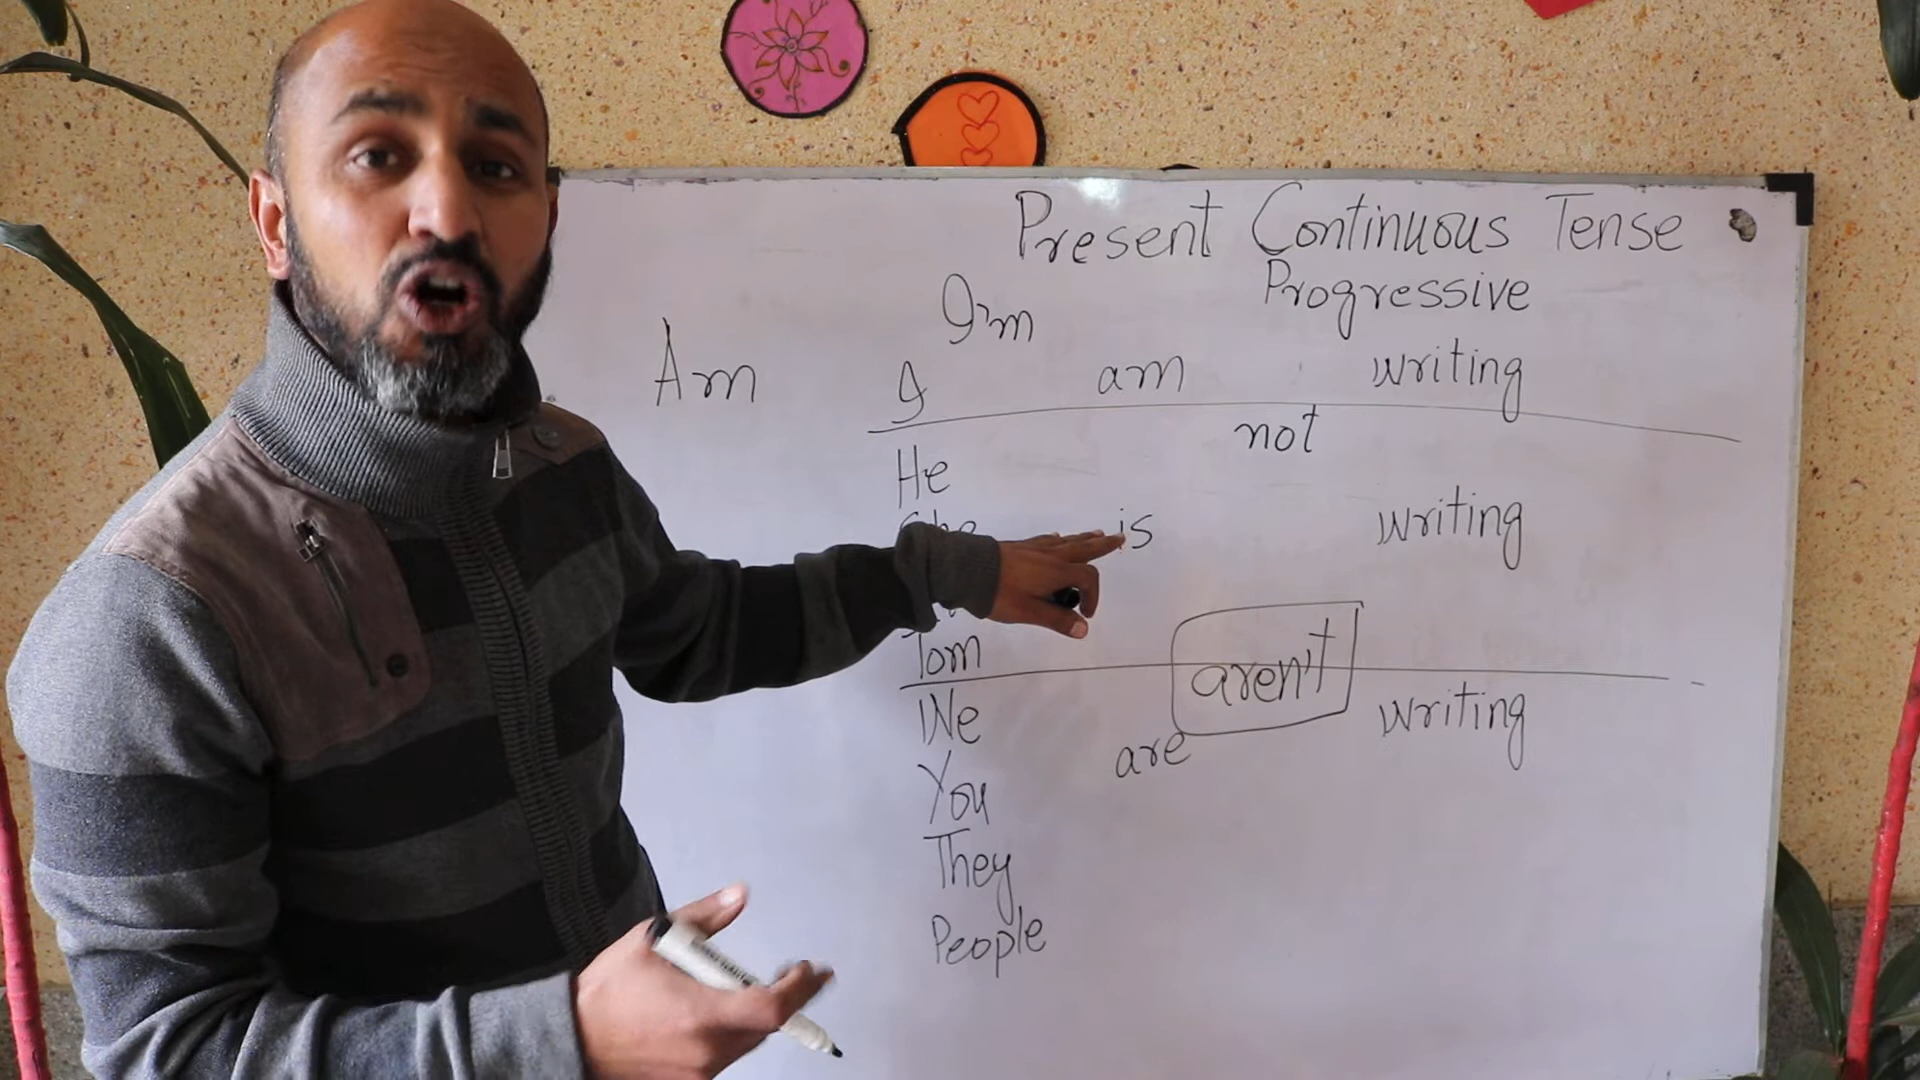 Present Continuous Tense
Progressive
I'm
Am I am writing
not
He
is writing
Tom
aren't
We writing
are
You
They
People